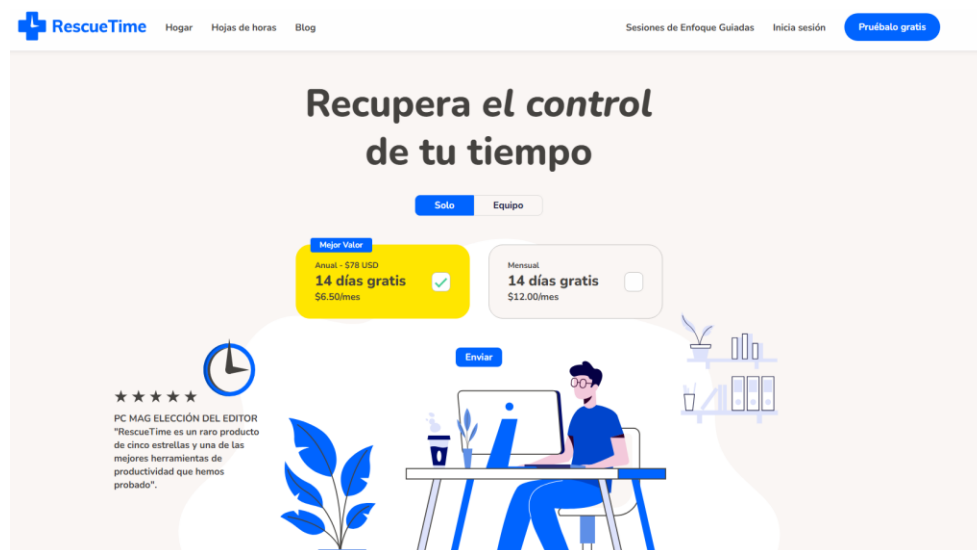 RescueTime
Hogar
Hojas de horas
Blog
Sesiones de Enfoque Guiadas
Inicia sesión
Pruébalo gratis
Recupera el control
de tu tiempo
Solo
Equipo
Mejor Valor
Anual - $78 USD
14 días gratis
$6.50/mes
Mensual
14 días gratis
$12.00/mes
Enviar
★★★★★
PC MAG ELECCIÓN DEL EDITOR
"RescueTime es un raro producto
de cinco estrellas y una de las
mejores herramientas de
productividad que hemos
probado".